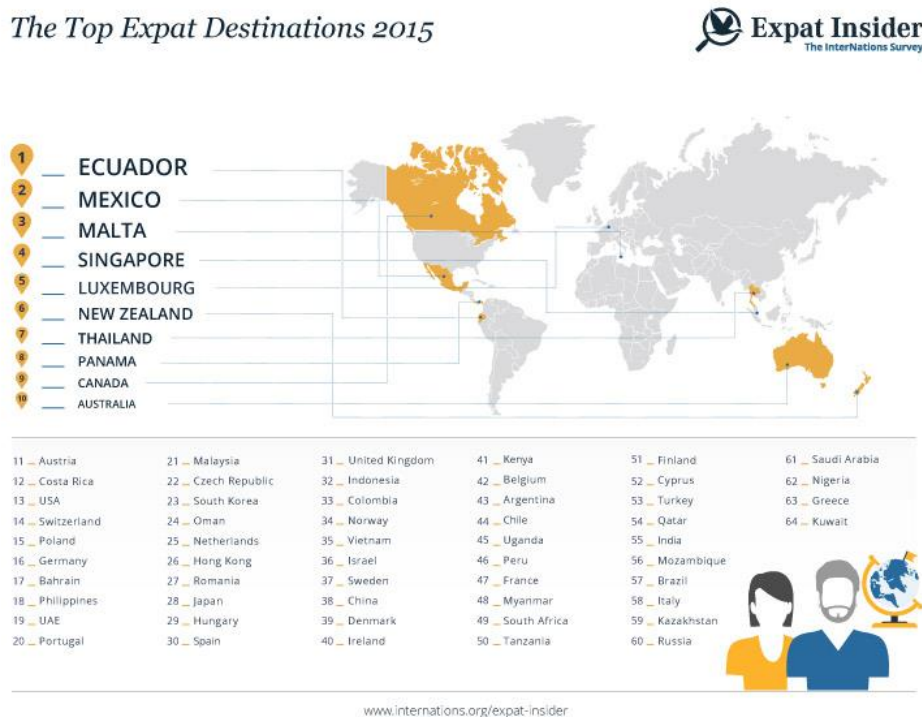 The Top Expat Destinations 2015
Expat Insider
The InterNations Survey
1 _ ECUADOR
2 _ MEXICO
3 _ MALTA
4 _ SINGAPORE
5 _ LUXEMBOURG
6 _ NEW ZEALAND
7 _ THAILAND
8 _ PANAMA
9 _ CANADA
10 _ AUSTRALIA
11 _ Austria
12 _ Costa Rica
13 _ USA
14 _ Switzerland
15 _ Poland
16 _ Germany
17 _ Bahrain
18 _ Philippines
19 _ UAE
20 _ Portugal
21 _ Malaysia
22 _ Czech Republic
23 _ South Korea
24 _ Oman
25 _ Netherlands
26 _ Hong Kong
27 _ Romania
28 _ Japan
29 _ Hungary
30 _ Spain
31 _ United Kingdom
32 _ Indonesia
33 _ Colombia
34 _ Norway
35 _ Vietnam
36 _ Israel
37 _ Sweden
38 _ China
39 _ Denmark
40 _ Ireland
41 _ Kenya
42 _ Belgium
43 _ Argentina
44 _ Chile
45 _ Uganda
46 _ Peru
47 _ France
48 _ Myanmar
49 _ South Africa
50 _ Tanzania
51 _ Finland
52 _ Cyprus
53 _ Turkey
54 _ Qatar
55 _ India
56 _ Mozambique
57 _ Brazil
58 _ Italy
59 _ Kazakhstan
60 _ Russia
61 _ Saudi Arabia
62 _ Nigeria
63 _ Greece
64 _ Kuwait
www.internations.org/expat-insider